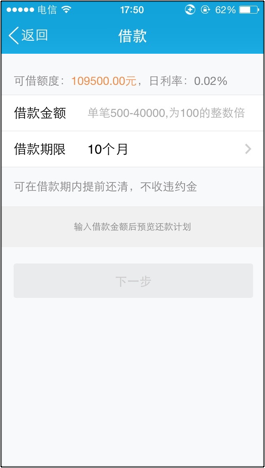 电信 17:50 62%
返回 借款
可借额度：109500.00元，日利率：0.02%
借款金额 单笔500-40000,为100的整数倍
借款期限 10个月
可在借款期内提前还清，不收违约金
输入借款金额后预览还款计划
下一步